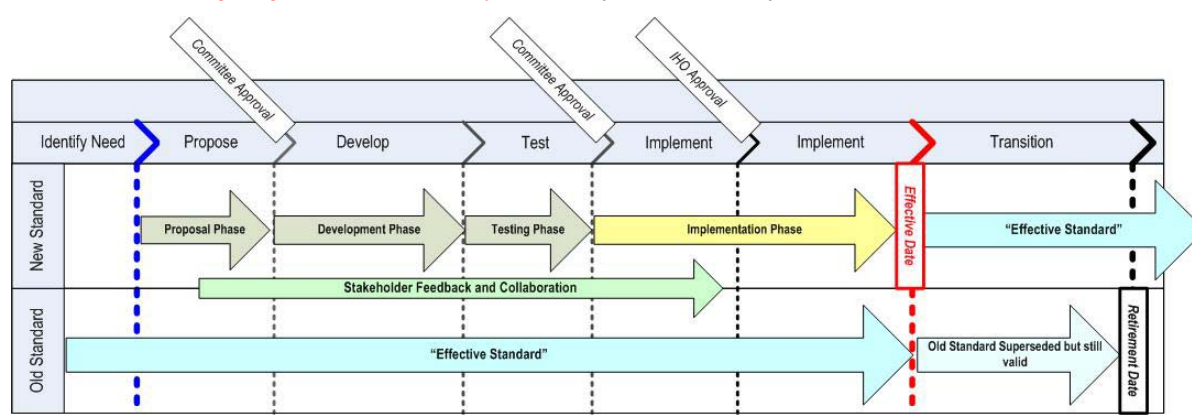 Committee Approval
Committee Approval
IHO Approval
Identify Need
Propose
Develop
Test
Implement
Implement
Transition
New Standard
Proposal Phase
Development Phase
Testing Phase
Implementation Phase
Effective Date
“Effective Standard”
Stakeholder Feedback and Collaboration
Old Standard
“Effective Standard”
Old Standard Superseded but still
valid
Retirement Date